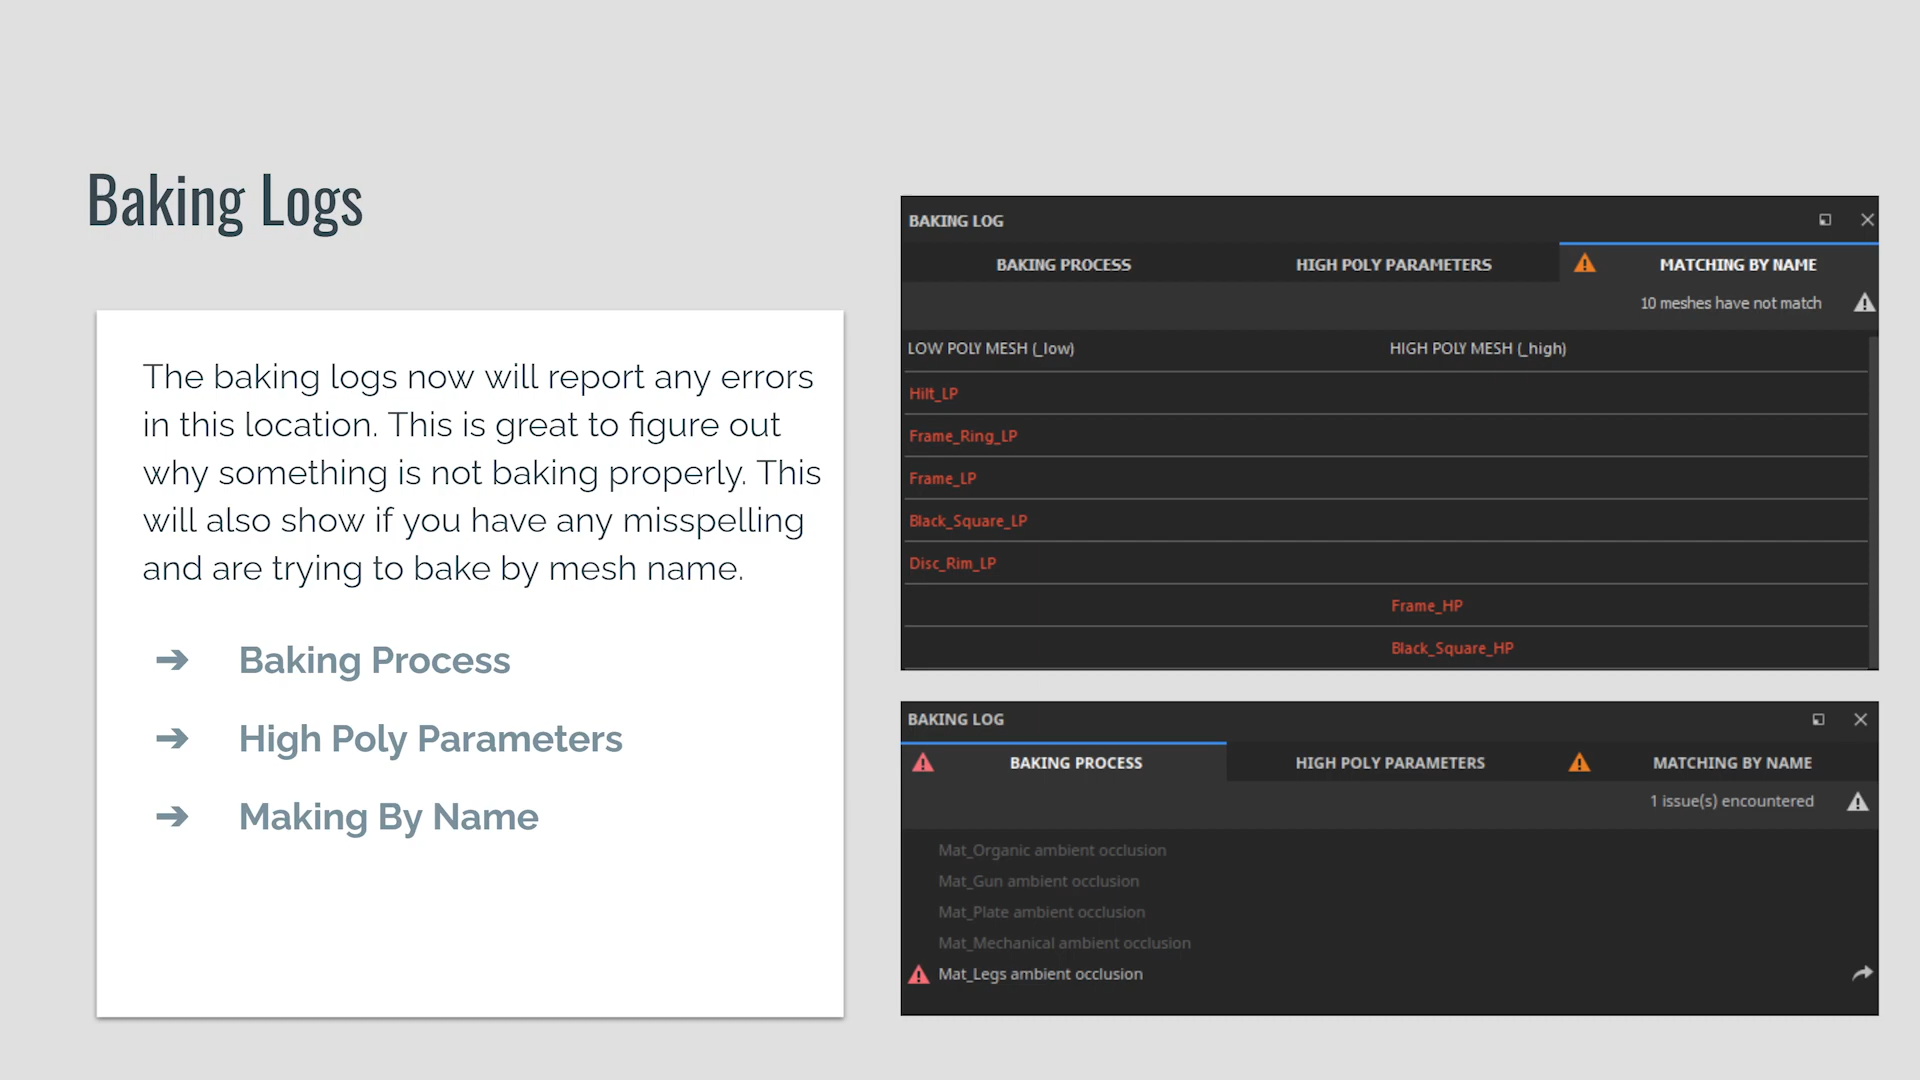 Baking Logs
The baking logs now will report any errors
in this location. This is great to figure out
why something is not baking properly. This
will also show if you have any misspelling
and are trying to bake by mesh name.
➔ Baking Process
➔ High Poly Parameters
➔ Making By Name
BAKING LOG
BAKING PROCESS HIGH POLY PARAMETERS MATCHING BY NAME
10 meshes have not match
LOW POLY MESH (_low) HIGH POLY MESH (_high)
Hilt_LP
Frame_Ring_LP
Frame_LP
Black_Square_LP
Disc_Rim_LP
Frame_HP
Black_Square_HP
BAKING LOG
BAKING PROCESS HIGH POLY PARAMETERS MATCHING BY NAME
1 issue(s) encountered
Mat_Organic ambient occlusion
Mat_Gun ambient occlusion
Mat_Plate ambient occlusion
Mat_Mechanical ambient occlusion
Mat_Legs ambient occlusion